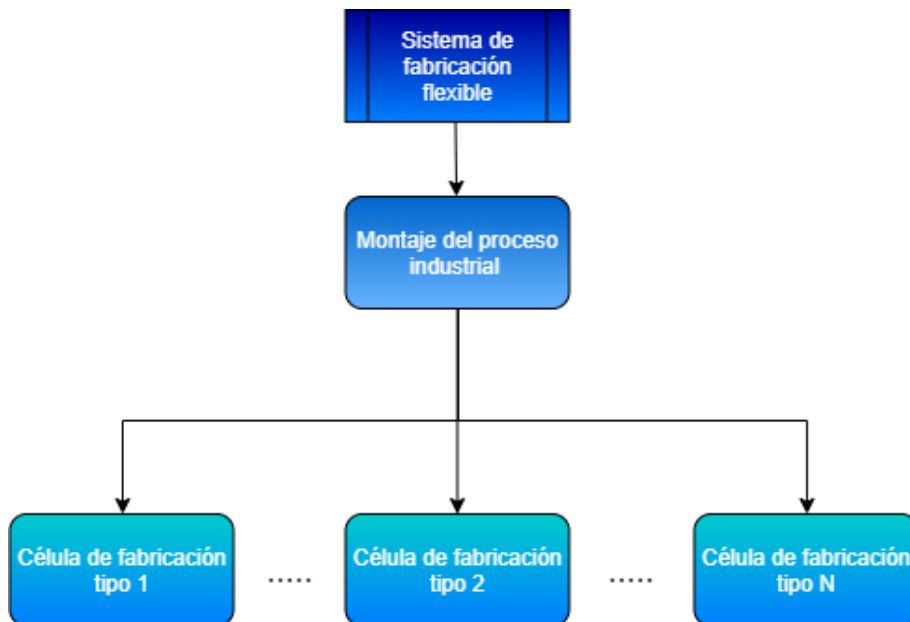 Sistema de
fabricación
flexible
Montaje del proceso
industrial
Célula de fabricación
tipo 1
.....
Célula de fabricación
tipo 2
.....
Célula de fabricación
tipo N